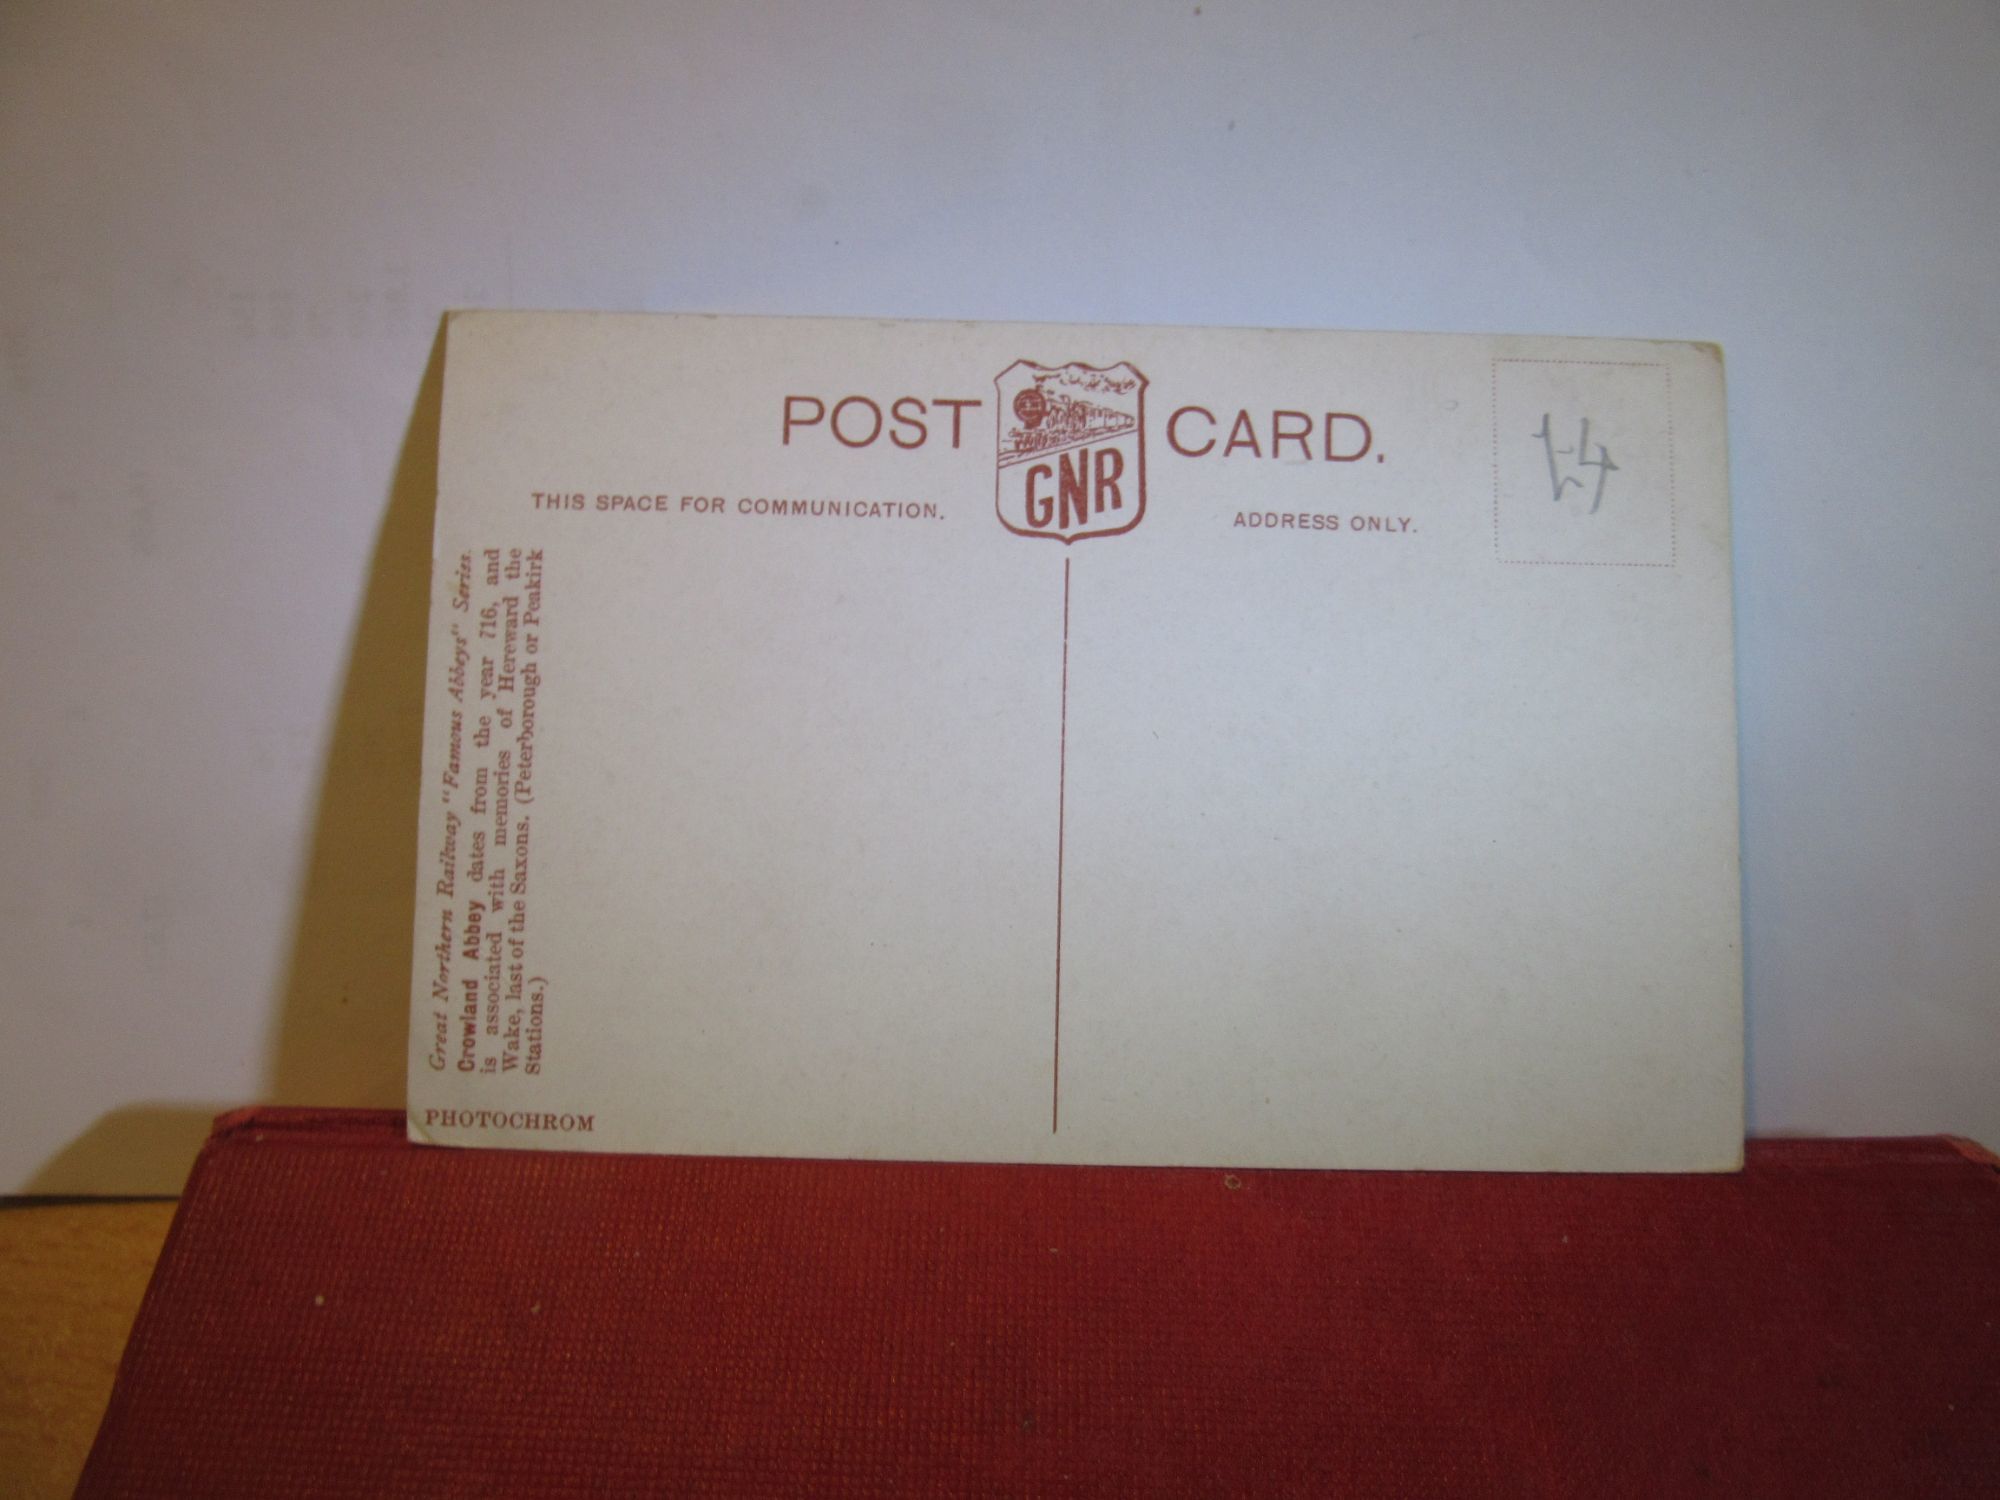 POST CARD.
GNR
THIS SPACE FOR COMMUNICATION.
ADDRESS ONLY.
Great Northern Railway "Famous Abbeys" Series.
Crowland Abbey dates from the year 716, and
is associated with memories of Hereward the
Wake, last of the Saxons. (Peterborough or Peakirk
Stations.)
PHOTOCHROM